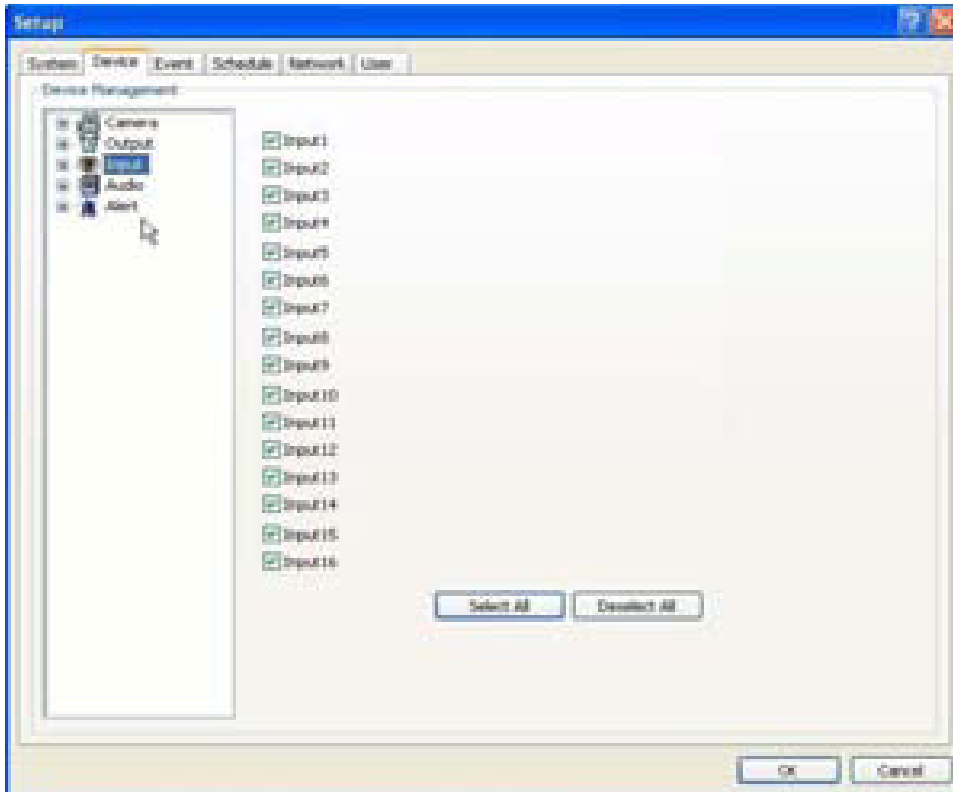 Setup
System Device Event Schedule Network User
Device Management
Camera
Output
Input
Audio
Alert
Input1
Input2
Input3
Input4
Input5
Input6
Input7
Input8
Input9
Input10
Input11
Input12
Input13
Input14
Input15
Input16
Select All Deselect All
OK Cancel